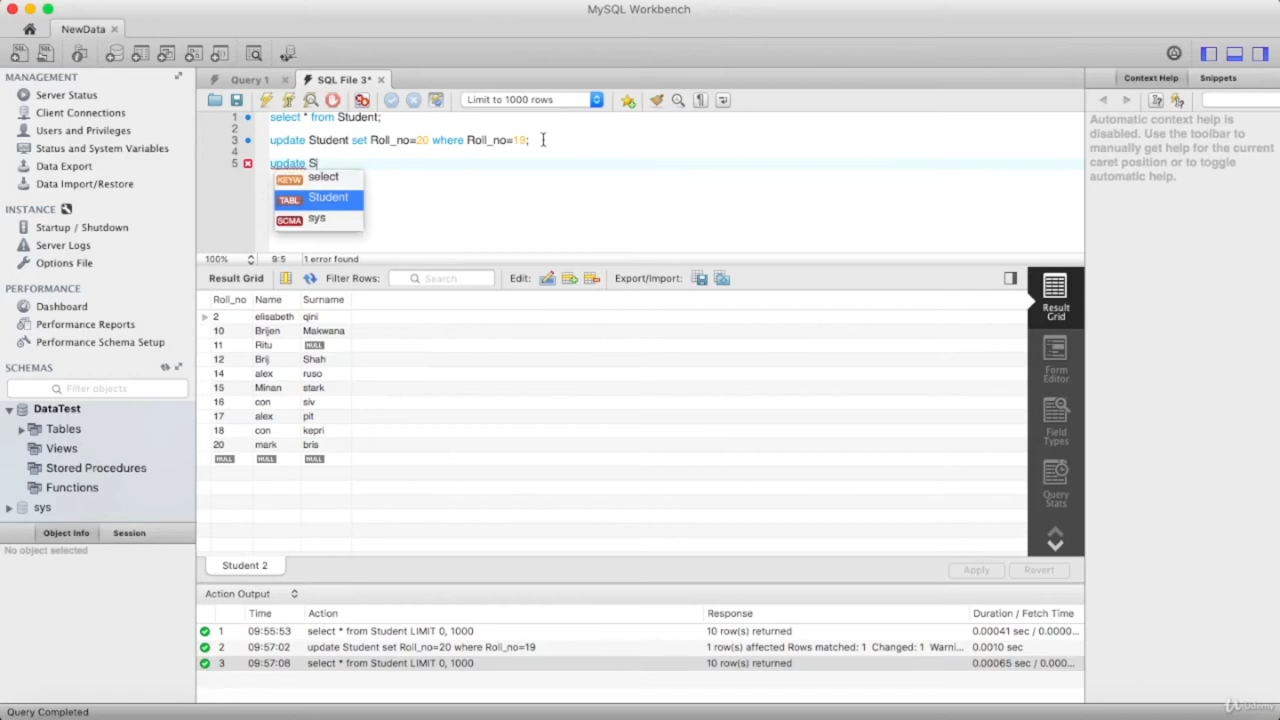 MySQL Workbench
NewData
MANAGEMENT
Server Status
Client Connections
Users and Privileges
Status and System Variables
Data Export
Data Import/Restore
INSTANCE
Startup / Shutdown
Server Logs
Options File
PERFORMANCE
Dashboard
Performance Reports
Performance Schema Setup
SCHEMAS
Filter objects
DataTest
Tables
Views
Stored Procedures
Functions
sys
Object Info Session
No object selected
Query 1 SQL File 3*
Limit to 1000 rows
1 select * from Student;
2
3 update Student set Roll_no=20 where Roll_no=19;
4
5 update S
KEYW select
TABL Student
SCMA sys
100% 9:5 1 error found
Result Grid Filter Rows: Search Edit: Export/Import:
Roll_no Name Surname
2 elisabeth qini
10 Brijen Makwana
11 Ritu NULL
12 Brij Shah
14 alex ruso
15 Minan stark
16 con siv
17 alex pit
18 con kepri
20 mark bris
NULL NULL NULL
Result
Grid
Form
Editor
Field
Types
Query
Stats
Student 2 Apply Revert
Action Output
Time Action Response Duration / Fetch Time
1 09:55:53 select * from Student LIMIT 0, 1000 10 row(s) returned 0.00041 sec / 0.0000...
2 09:57:02 update Student set Roll_no=20 where Roll_no=19 1 row(s) affected Rows matched: 1 Changed: 1 Warni... 0.0010 sec
3 09:57:08 select * from Student LIMIT 0, 1000 10 row(s) returned 0.00065 sec / 0.000...
Context Help Snippets
Automatic context help is
disabled. Use the toolbar to
manually get help for the
current caret position or to toggle
automatic help.
Query Completed
Udemy